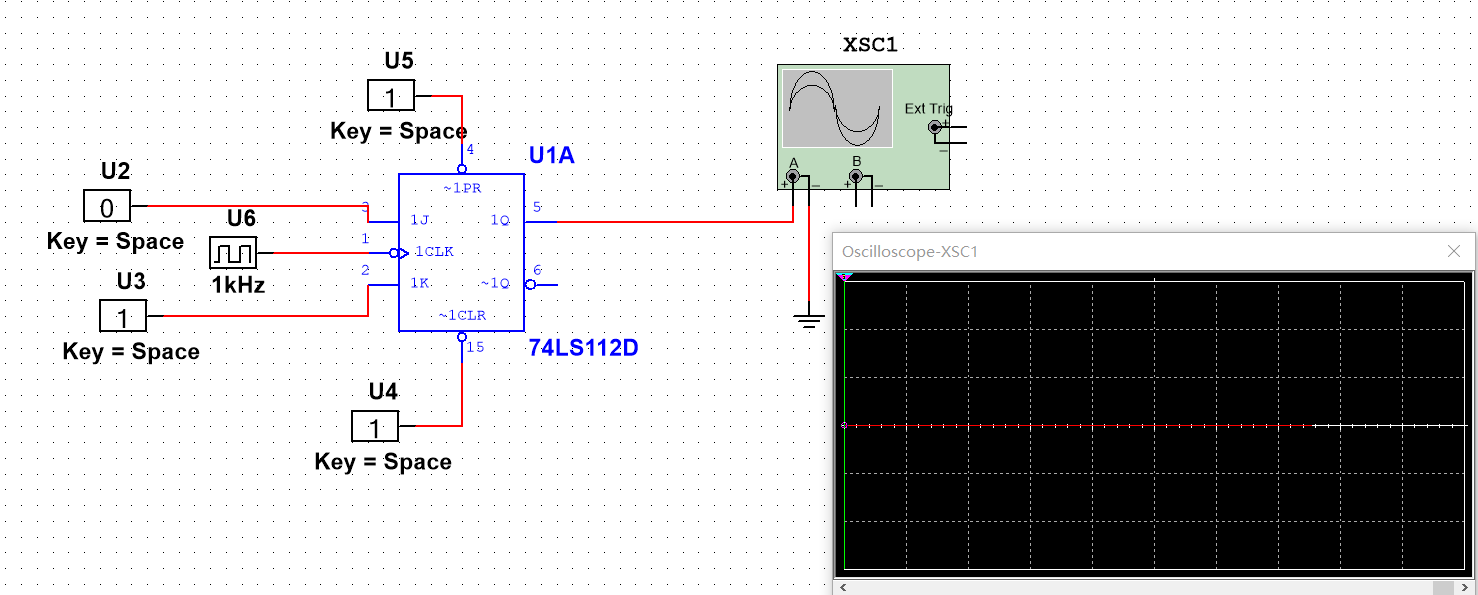 XSC1
U5
1
Key = Space
Ext Trig
+
−
A
B
+
−
+
−
4
U1A
~1PR
U2
0
Key = Space
3
1J
1Q
5
U6
1kHz
1
1CLK
2
1K
~1Q
6
U3
1
Key = Space
~1CLR
15
74LS112D
U4
1
Key = Space
Oscilloscope-XSC1